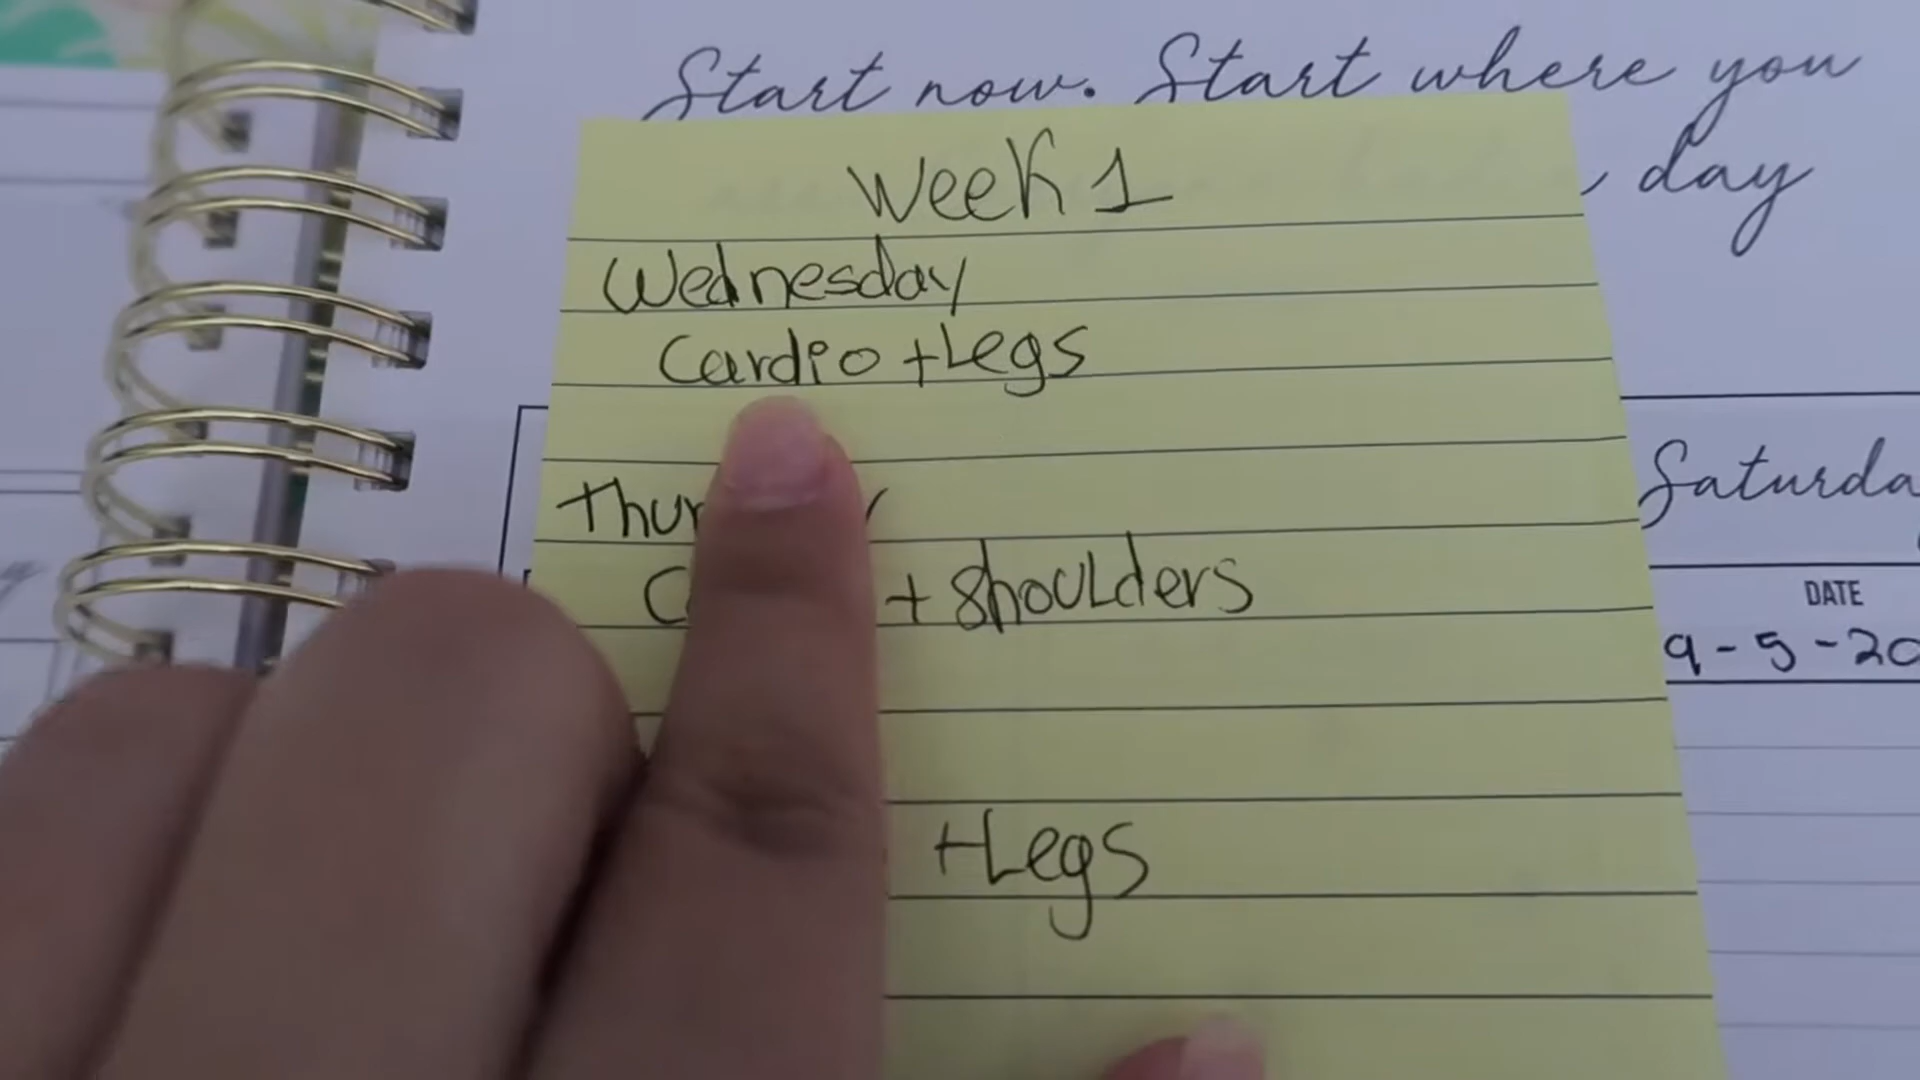 Start now. Start where you
day
Week 1
Wednesday
Cardio + Legs
+ Shoulders
+ Legs
Saturda
DATE
9-5-20